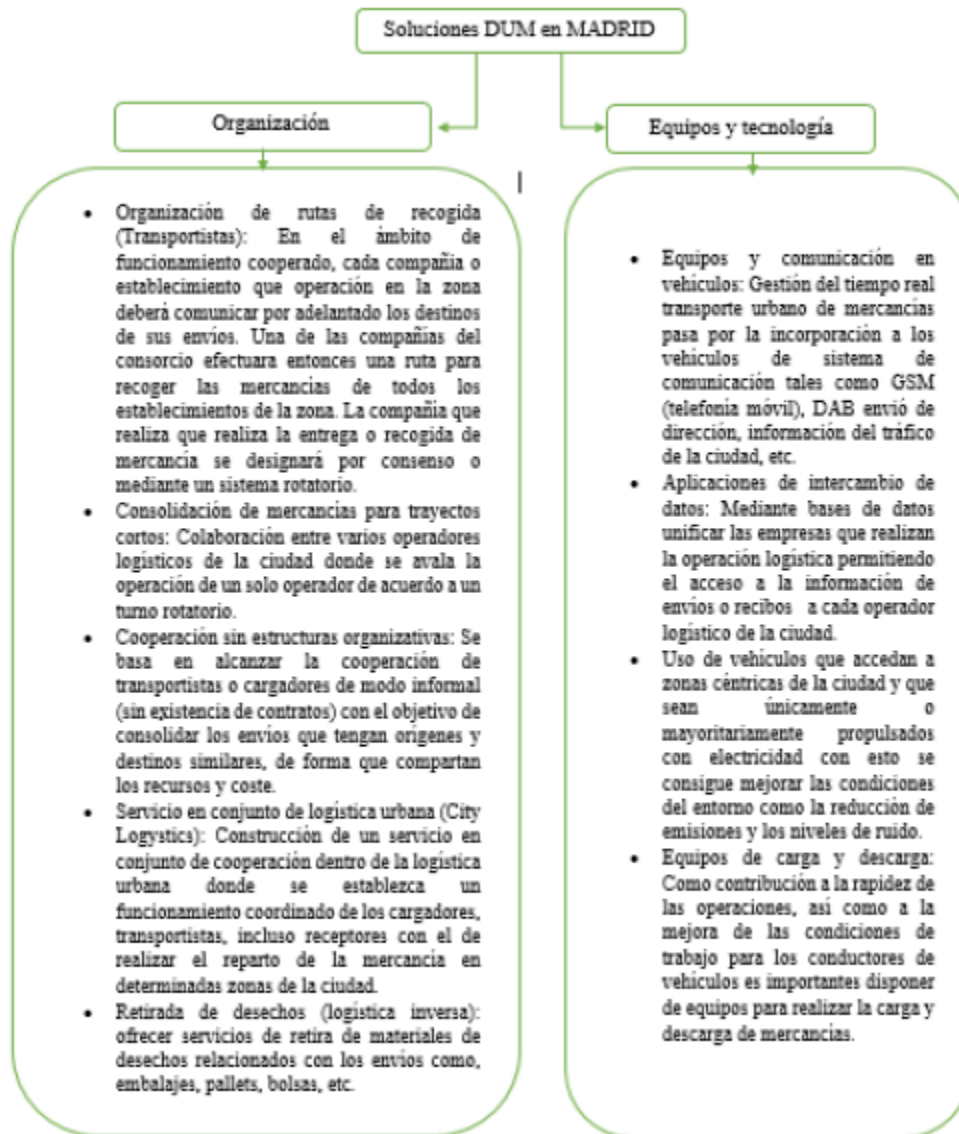 Soluciones DUM en MADRID
Organización
• Organización de rutas de recogida
(Transportistas): En el ámbito de
funcionamiento cooperado, cada compañia o
establecimiento que operación en la zona
deberá comunicar por adelantado los destinos
de sus envíos. Una de las compañías del
consorcio efectuara entonces una ruta para
recoger las mercancías de todos los
establecimientos de la zona. La compañía que
realiza que realiza la entrega o recogida de
mercancía se designará por consenso o
mediante un sistema rotatorio.
• Consolidación de mercancías para trayectos
cortos: Colaboración entre varios operadores
logísticos de la ciudad donde se avala la
operación de un solo operador de acuerdo a un
turno rotatorio.
• Cooperación sin estructuras organizativas: Se
basa en alcanzar la cooperación de
transportistas o cargadores de modo informal
(sin existencia de contratos) con el objetivo de
consolidar los envíos que tengan orígenes y
destinos similares, de forma que compartan
los recursos y coste.
• Servicio en conjunto de logística urbana (City
Logystics): Construcción de un servicio en
conjunto de cooperación dentro de la logística
urbana donde se establezca un
funcionamiento coordinado de los cargadores,
transportistas, incluso receptores con el de
realizar el reparto de la mercancía en
determinadas zonas de la ciudad.
• Retirada de desechos (logística inversa):
ofrecer servicios de retira de materiales de
desechos relacionados con los envíos como,
embalajes, pallets, bolsas, etc.
Equipos y tecnología
• Equipos y comunicación en
vehículos: Gestión del tiempo real
transporte urbano de mercancías
pasa por la incorporación a los
vehículos de sistema de
comunicación tales como GSM
(telefonía móvil), DAB envió de
dirección, información del tráfico
de la ciudad, etc.
• Aplicaciones de intercambio de
datos: Mediante bases de datos
unificar las empresas que realizan
la operación logística permitiendo
el acceso a la información de
envíos o recibos a cada operador
logístico de la ciudad.
• Uso de vehículos que accedan a
zonas céntricas de la ciudad y que
sean únicamente o
mayoritariamente propulsados
con electricidad con esto se
consigue mejorar las condiciones
del entorno como la reducción de
emisiones y los niveles de ruido.
• Equipos de carga y descarga:
Como contribución a la rapidez de
las operaciones, así como a la
mejora de las condiciones de
trabajo para los conductores de
vehículos es importantes disponer
de equipos para realizar la carga y
descarga de mercancías.